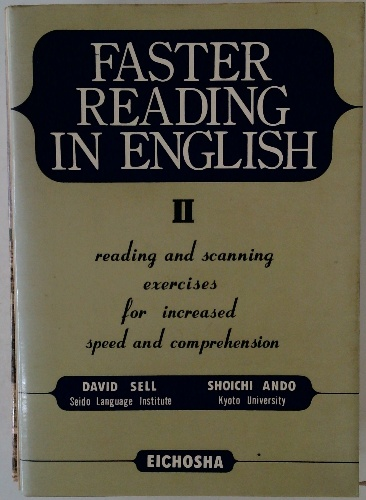 FASTER
READING
IN ENGLISH
II
reading and scanning
exercises
for increased
speed and comprehension
DAVID SELL SHOICHI ANDO
Seido Language Institute Kyoto University
EICHOSHA